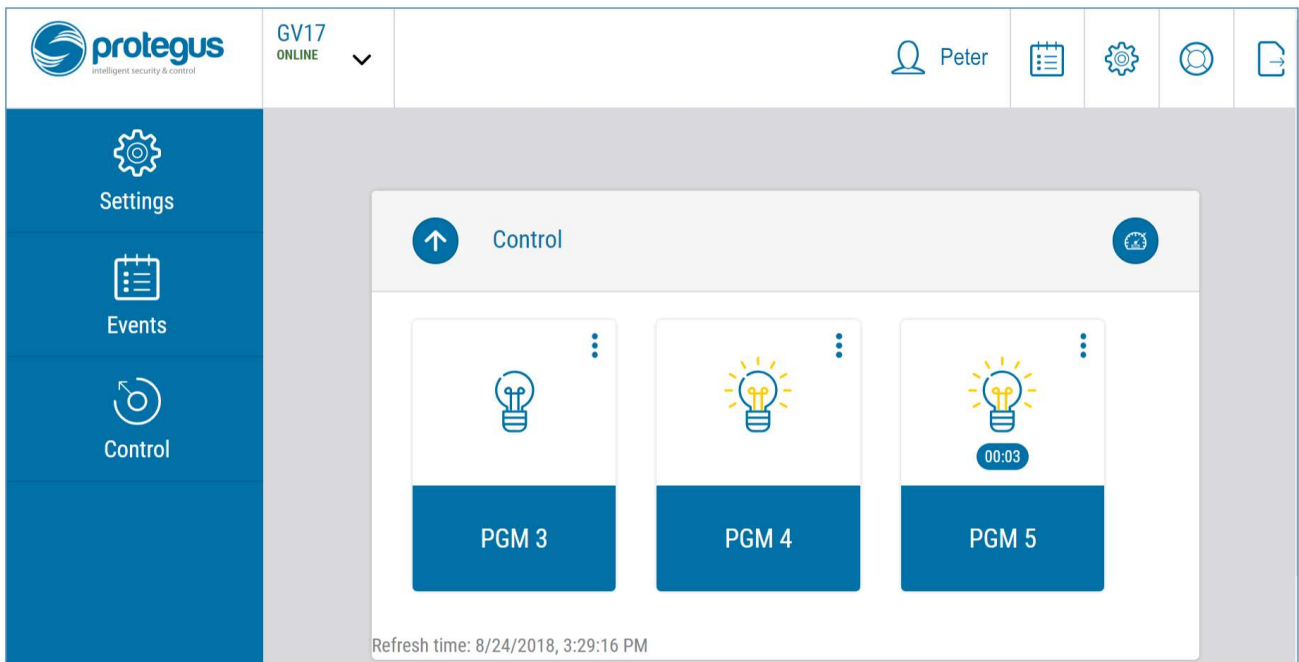 protegus
intelligent security & control
GV17
ONLINE
Peter
Settings
Events
Control
Control
00:03
PGM 3
PGM 4
PGM 5
Refresh time: 8/24/2018, 3:29:16 PM